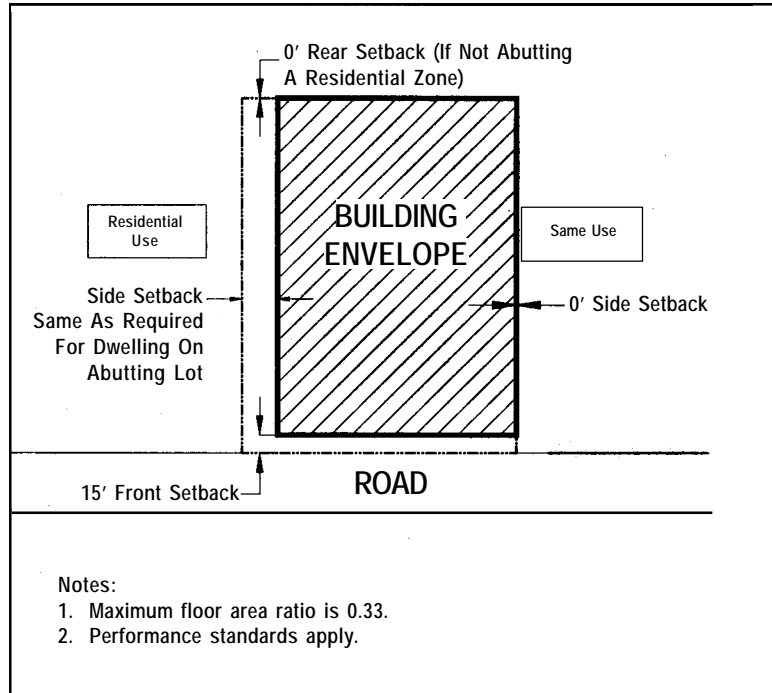 0' Rear Setback (If Not Abutting
A Residential Zone)
Residential
Use
BUILDING
ENVELOPE
Same Use
Side Setback
Same As Required
For Dwelling On
Abutting Lot
0' Side Setback
15' Front Setback
ROAD
Notes:
1. Maximum floor area ratio is 0.33.
2. Performance standards apply.